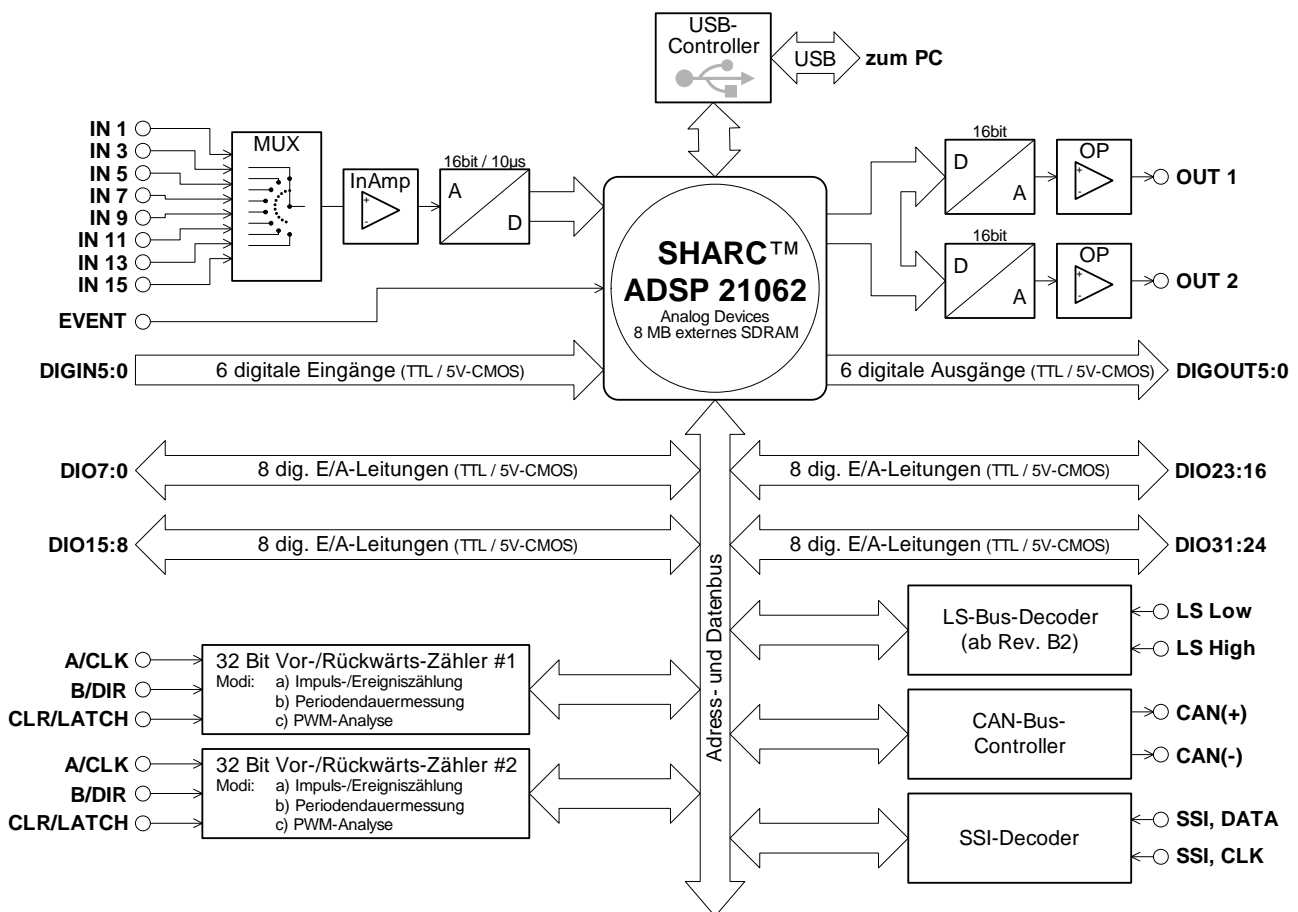 USB-
Controller
USB
zum PC
IN 1
IN 3
IN 5
IN 7
IN 9
IN 11
IN 13
IN 15
EVENT
MUX
InAmp
+
-
16bit / 10µs
A
D
SHARC™
ADSP 21062
Analog Devices
8 MB externes SDRAM
16bit
D
A
OP
+
-
OUT 1
16bit
D
A
OP
+
-
OUT 2
DIGIN5:0
6 digitale Eingänge (TTL / 5V-CMOS)
6 digitale Ausgänge (TTL / 5V-CMOS)
DIGOUT5:0
DIO7:0
8 dig. E/A-Leitungen (TTL / 5V-CMOS)
8 dig. E/A-Leitungen (TTL / 5V-CMOS)
DIO23:16
DIO15:8
8 dig. E/A-Leitungen (TTL / 5V-CMOS)
8 dig. E/A-Leitungen (TTL / 5V-CMOS)
DIO31:24
Adress- und Datenbus
A/CLK
B/DIR
CLR/LATCH
32 Bit Vor-/Rückwärts-Zähler #1
Modi: a) Impuls-/Ereigniszählung
b) Periodendauermessung
c) PWM-Analyse
A/CLK
B/DIR
CLR/LATCH
32 Bit Vor-/Rückwärts-Zähler #2
Modi: a) Impuls-/Ereigniszählung
b) Periodendauermessung
c) PWM-Analyse
LS-Bus-Decoder
(ab Rev. B2)
LS Low
LS High
CAN-Bus-
Controller
CAN(+)
CAN(-)
SSI-Decoder
SSI, DATA
SSI, CLK